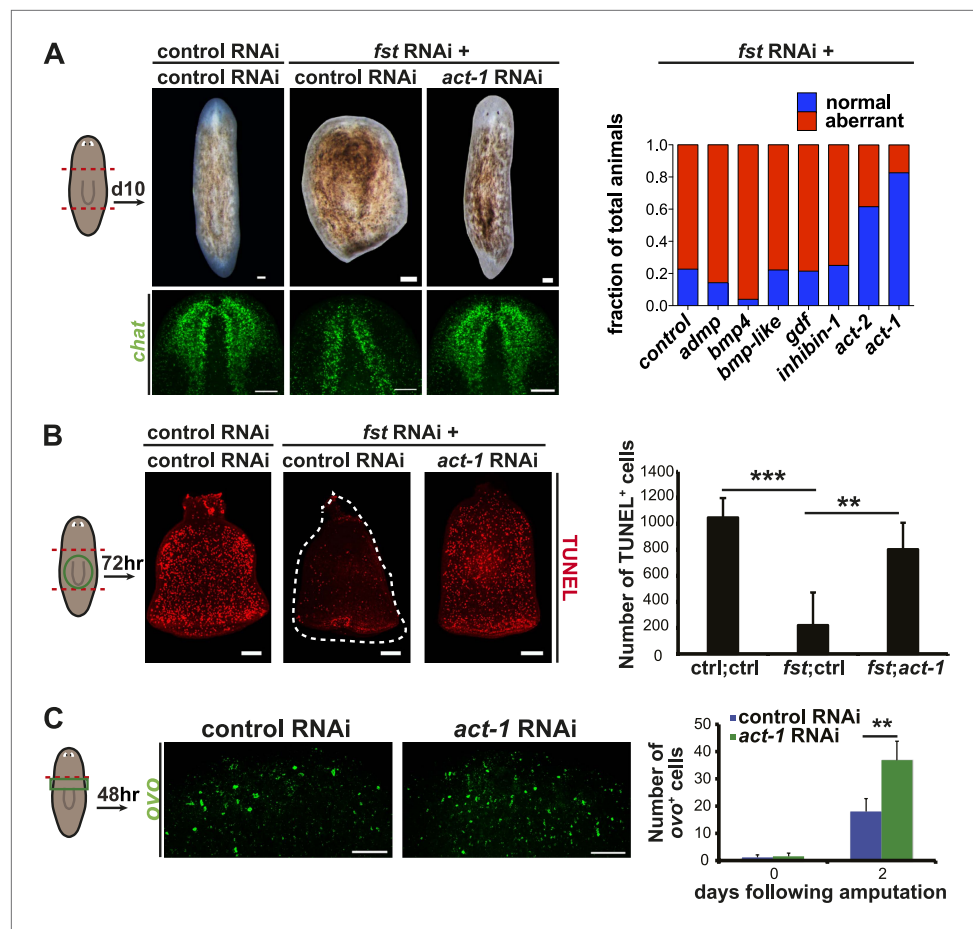 A
control RNAi
fst RNAi +
control RNAi
control RNAi
act-1 RNAi
d10
chat
fst RNAi +
normal
aberrant
fraction of total animals
1.0
0.8
0.6
0.4
0.2
0.0
control
admp
bmp4
bmp-like
gdf
inhibin-1
act-2
act-1
B
control RNAi
fst RNAi +
control RNAi
control RNAi
act-1 RNAi
72hr
TUNEL
Number of TUNEL+ cells
1400
1200
1000
800
600
400
200
0
***
**
ctrl;ctrl
fst;ctrl
fst;act-1
C
control RNAi
act-1 RNAi
48hr
ovo
Number of
ovo+ cells
50
40
30
20
10
0
control RNAi
act-1 RNAi
**
0
2
days following amputation